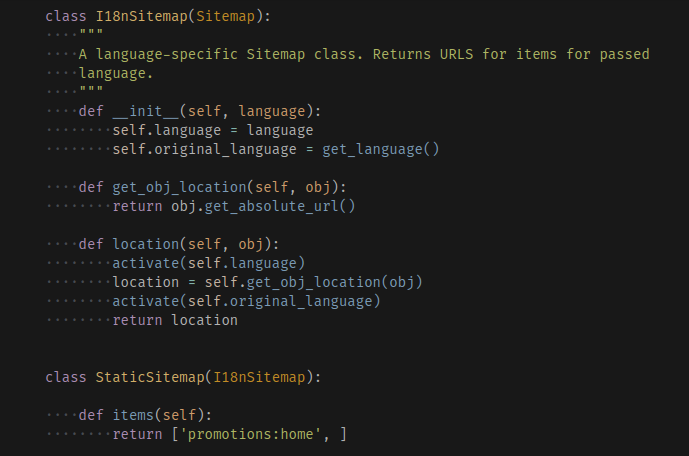 class I18nSitemap(Sitemap):
    """
    A language-specific Sitemap class. Returns URLS for items for passed
    language.
    """
    def __init__(self, language):
        self.language = language
        self.original_language = get_language()

    def get_obj_location(self, obj):
        return obj.get_absolute_url()

    def location(self, obj):
        activate(self.language)
        location = self.get_obj_location(obj)
        activate(self.original_language)
        return location


class StaticSitemap(I18nSitemap):

    def items(self):
        return ['promotions:home', ]